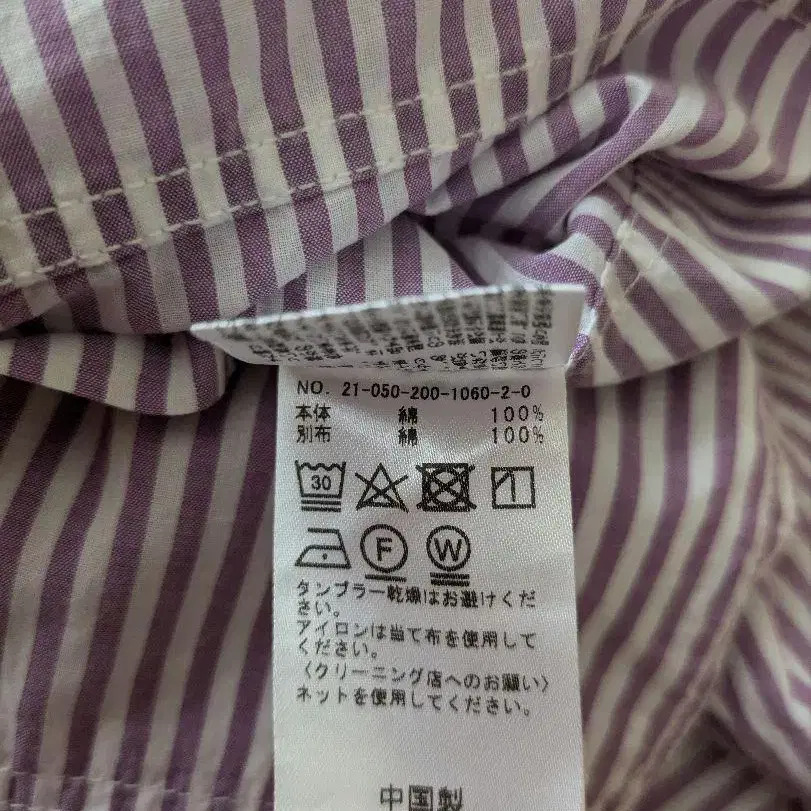 NO. 21-050-200-1060-2-0
本体 綿 100%
別布 綿 100%
30
F W
タンブラー乾燥はお避けくだ
さい。
アイロンは当て布を使用して
ください。
〈クリーニング店へのお願い〉
ネットを使用してください。
中国製